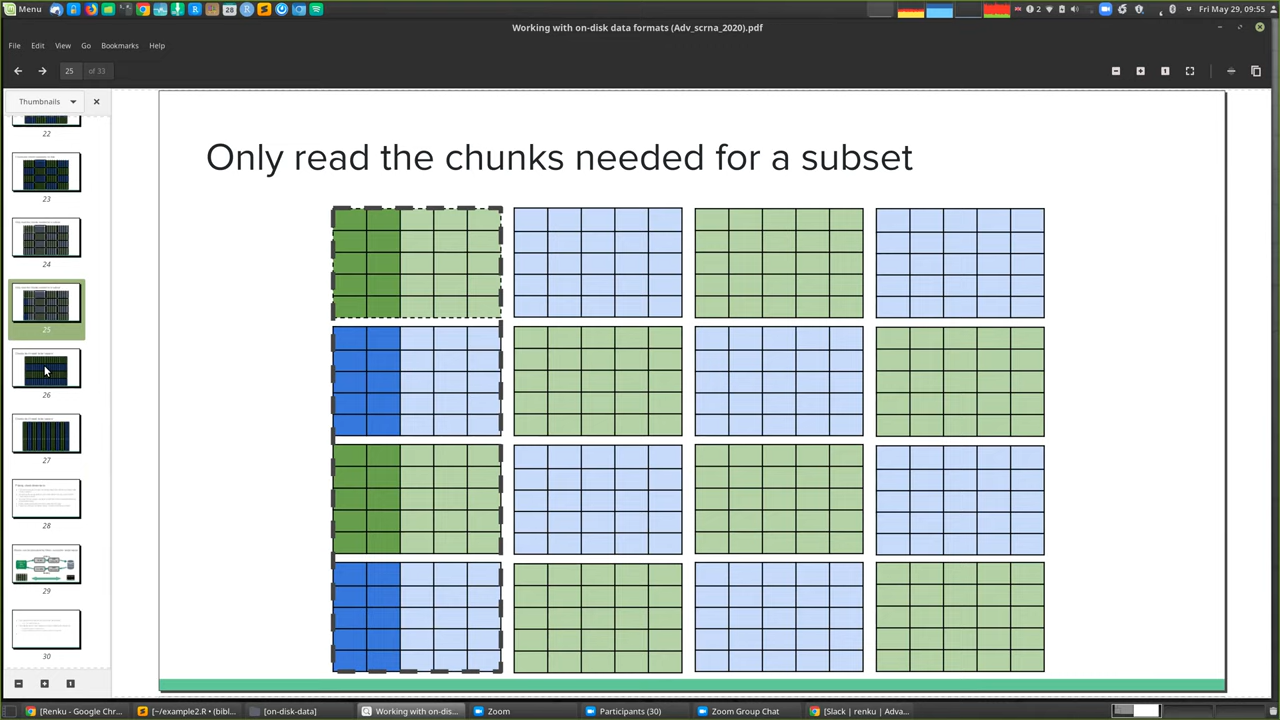 Menu
28
2
Fri May 29, 09:55
Working with on-disk data formats (Adv_scrna_2020).pdf
File Edit View Go Bookmarks Help
25 of 33
Thumbnails
22
23
24
25
26
27
28
29
30
Only read the chunks needed for a subset
[Renku - Google Chr...
[~/example2.R • (bibl...
[on-disk-data]
Working with on-dis...
Zoom
Participants (30)
Zoom Group Chat
[Slack | renku | Adva...